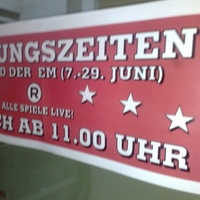 UNGSZEITEN
D DER EM (7.-29. JUNI)
R
ALLE SPIELE LIVE!
CH AB 11.00 UHR